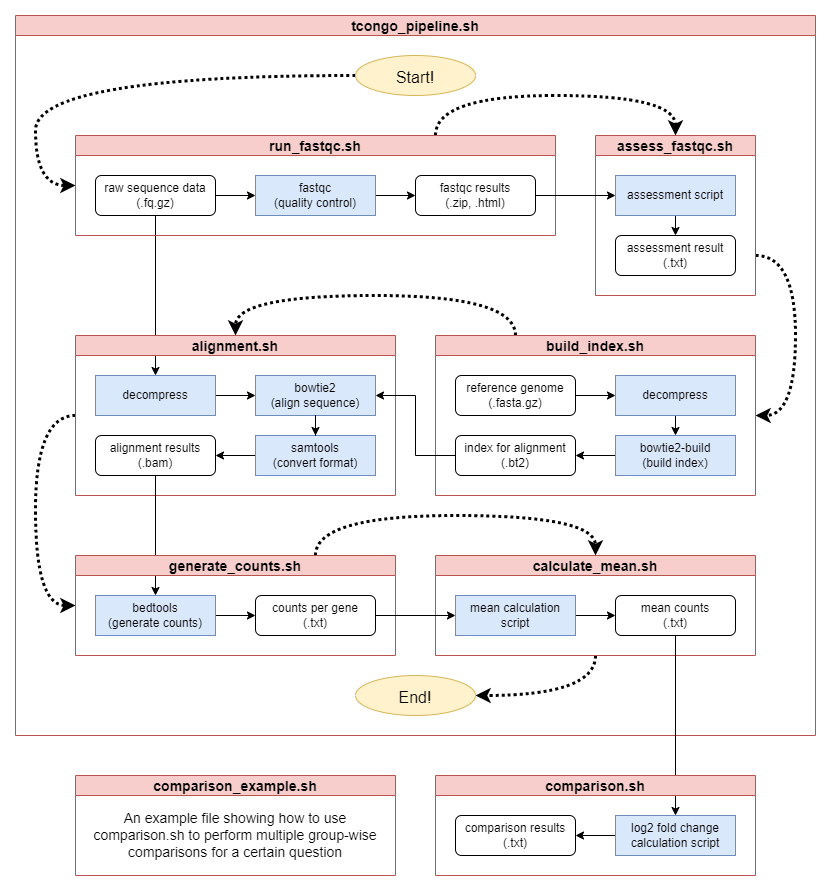 tcongo_pipeline.sh
Start!
run_fastqc.sh
raw sequence data
(.fq.gz)
fastqc
(quality control)
fastqc results
(.zip, .html)
assess_fastqc.sh
assessment script
assessment result
(.txt)
alignment.sh
decompress
bowtie2
(align sequence)
alignment results
(.bam)
samtools
(convert format)
build_index.sh
reference genome
(.fasta.gz)
decompress
index for alignment
(.bt2)
bowtie2-build
(build index)
generate_counts.sh
bedtools
(generate counts)
counts per gene
(.txt)
calculate_mean.sh
mean calculation
script
mean counts
(.txt)
End!
comparison_example.sh
An example file showing how to use
comparison.sh to perform multiple group-wise
comparisons for a certain question
comparison.sh
comparison results
(.txt)
log2 fold change
calculation script